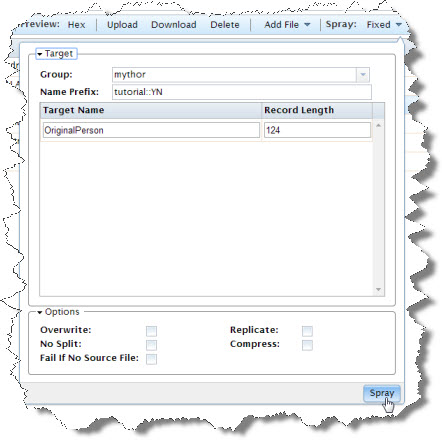 review: Hex Upload Download Delete Add File Spray: Fixed
Target
Group: mythor
Name Prefix: tutorial::YN
Target Name Record Length
OriginalPerson 124
Options
Overwrite: Replicate:
No Split: Compress:
Fail If No Source File:
Spray